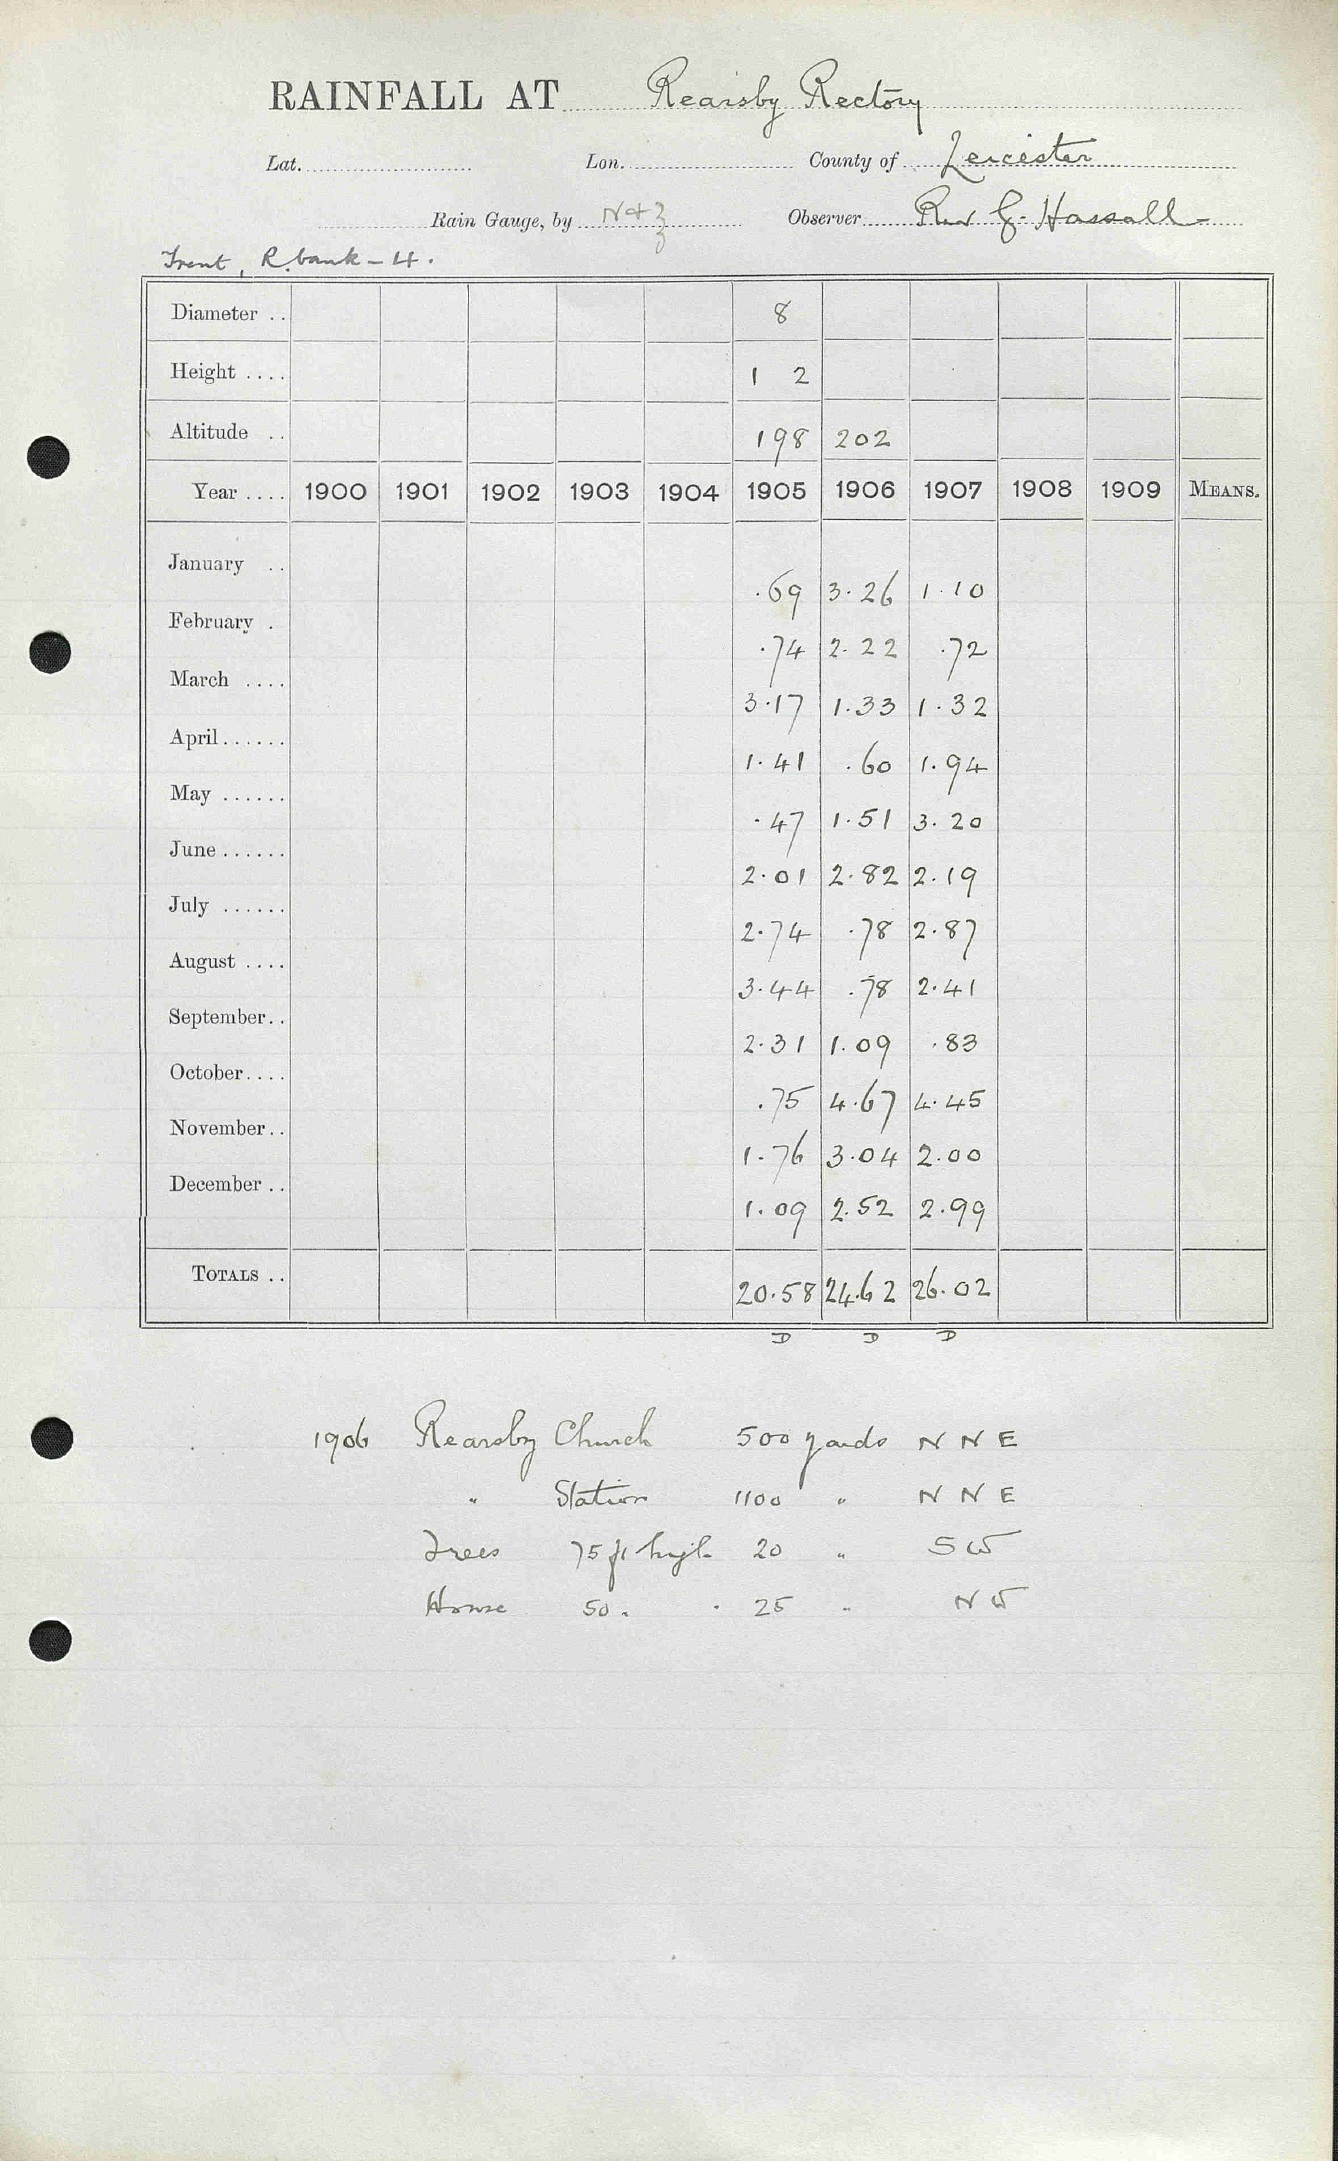 RAINFALL AT Rearsby Rectory
Lat. Lon. County of Leicester
Rain Gauge, by N & Z Observer Rev G. Hassall
Trent, R. bank - 4.
Diameter .. 8
Height .... 1 2
Altitude .. 198 202
Year .... 1900 1901 1902 1903 1904 1905 1906 1907 1908 1909 MEANS.
January .. .69 3.26 1.10
February . .74 2.22 .72
March .... 3.17 1.33 1.32
April...... 1.41 .60 1.94
May ...... .47 1.51 3.20
June...... 2.01 2.82 2.19
July ...... 2.74 .78 2.87
August .... 3.44 .78 2.41
September.. 2.31 1.09 .83
October.... .75 4.67 4.45
November.. 1.76 3.04 2.00
December .. 1.09 2.52 2.99
TOTALS .. 20.58 24.62 26.02
D D D
1906 Rearsby Church 500 yards N N E
" Station 1100 " N N E
Trees 75 ft high 20 " S W
House 50 " " 25 " N W